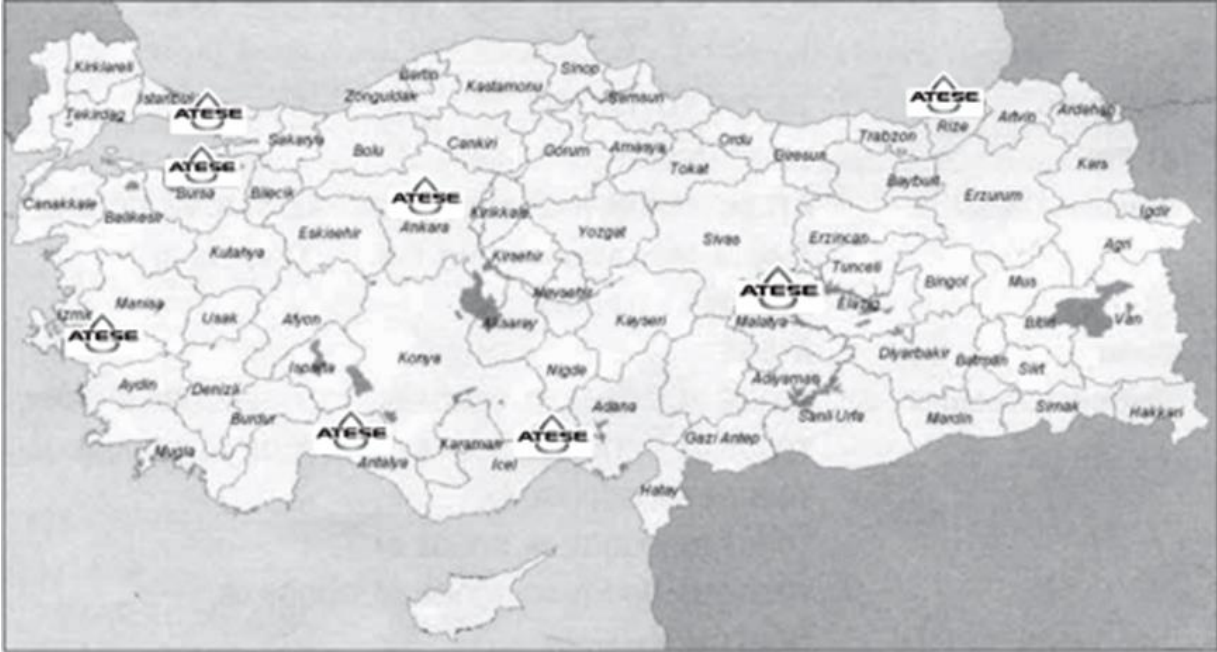 Kirklareli
Tekirdag
Istanbul
ATESE
Zonguldak
Bartin
Kastamonu
Sinop
Samsun
ATESE
Rize
Artvin
Ardehan
Sakarya
Bolu
Cankiri
Gorum
Amasya
Tokat
Ordu
Giresun
Trabzon
Baybult
Erzurum
Kars
Igdir
Canakkale
Balikesir
ATESE
Bursa
Bilecik
ATESE
Ankara
Kirikkale
Kutahya
Eskisehir
Kirsehir
Yozgat
Sivas
Erzincan
Tunceli
Bingol
Mus
Agri
Izmir
ATESE
Manisa
Usak
Afyon
Aksaray
Nevsehir
Kayseri
ATESE
Malatya
Elazig
Bitlis
Van
Aydin
Denizli
Isparta
Konya
Nigde
Adana
Adiyaman
Diyarbakir
Batman
Siirt
Mugla
Burdur
ATESE
Antalya
Karaman
ATESE
Icel
Gazi Antep
Sanli Urfa
Mardin
Sirnak
Hakkari
Hatay